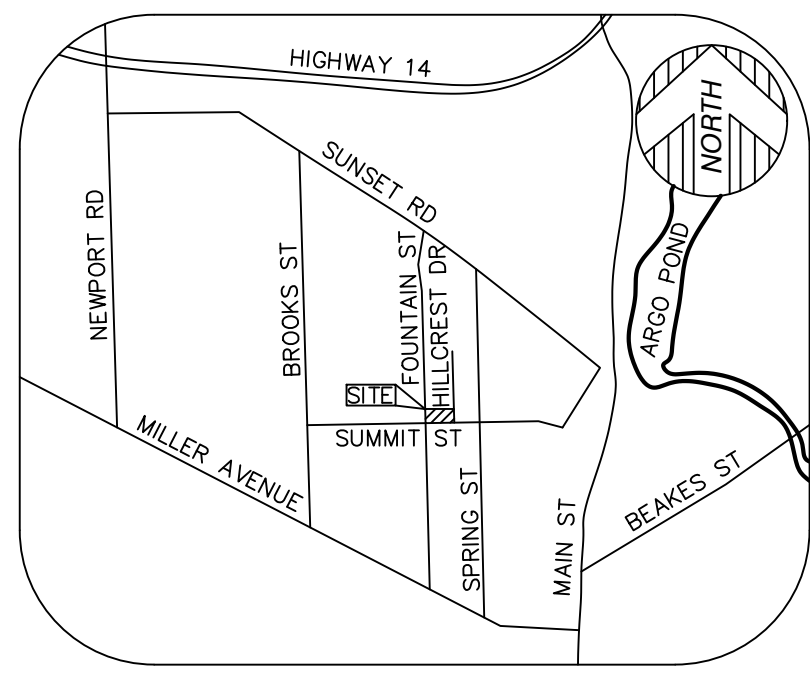 HIGHWAY 14
NORTH
SUNSET RD
NEWPORT RD
BROOKS ST
FOUNTAIN ST
HILLCREST DR
ARGO POND
SITE
SUMMIT ST
MILLER AVENUE
SPRING ST
MAIN ST
BEAKES ST